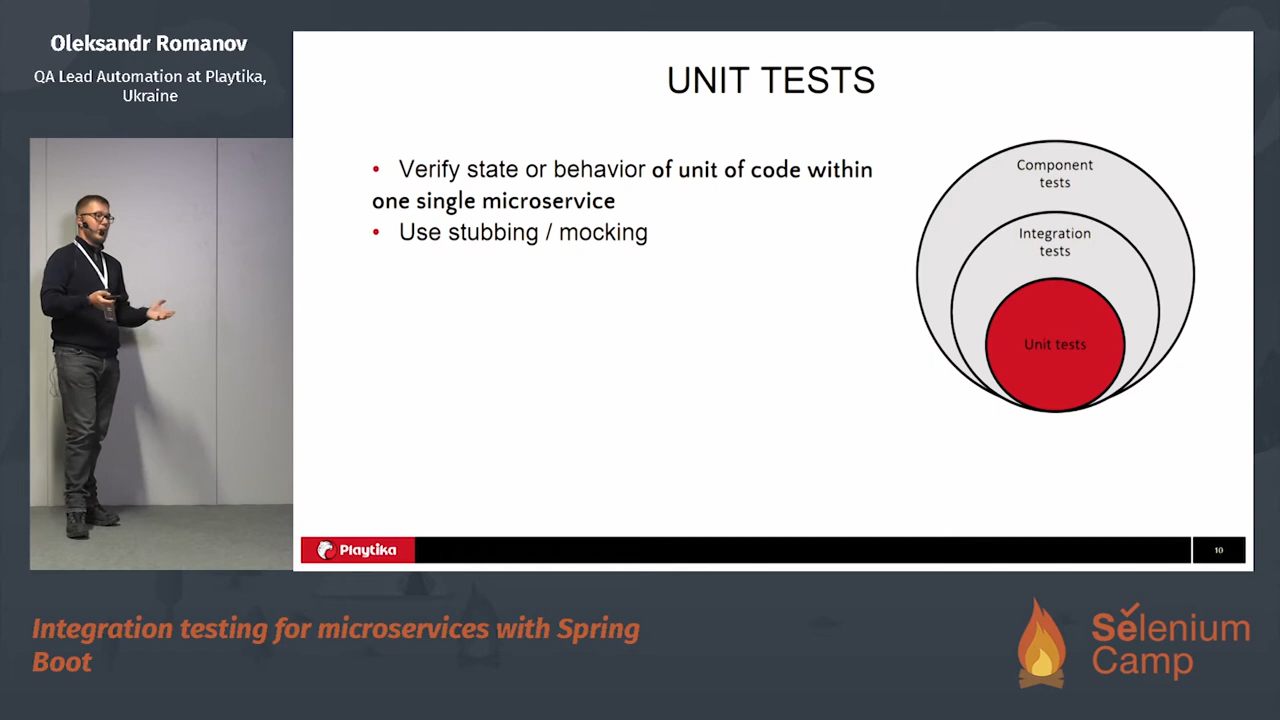 Oleksandr Romanov
QA Lead Automation at Playtika,
Ukraine
UNIT TESTS
• Verify state or behavior of unit of code within
one single microservice
• Use stubbing / mocking
Component
tests
Integration
tests
Unit tests
Playtika
10
Integration testing for microservices with Spring
Boot
Selenium
Camp